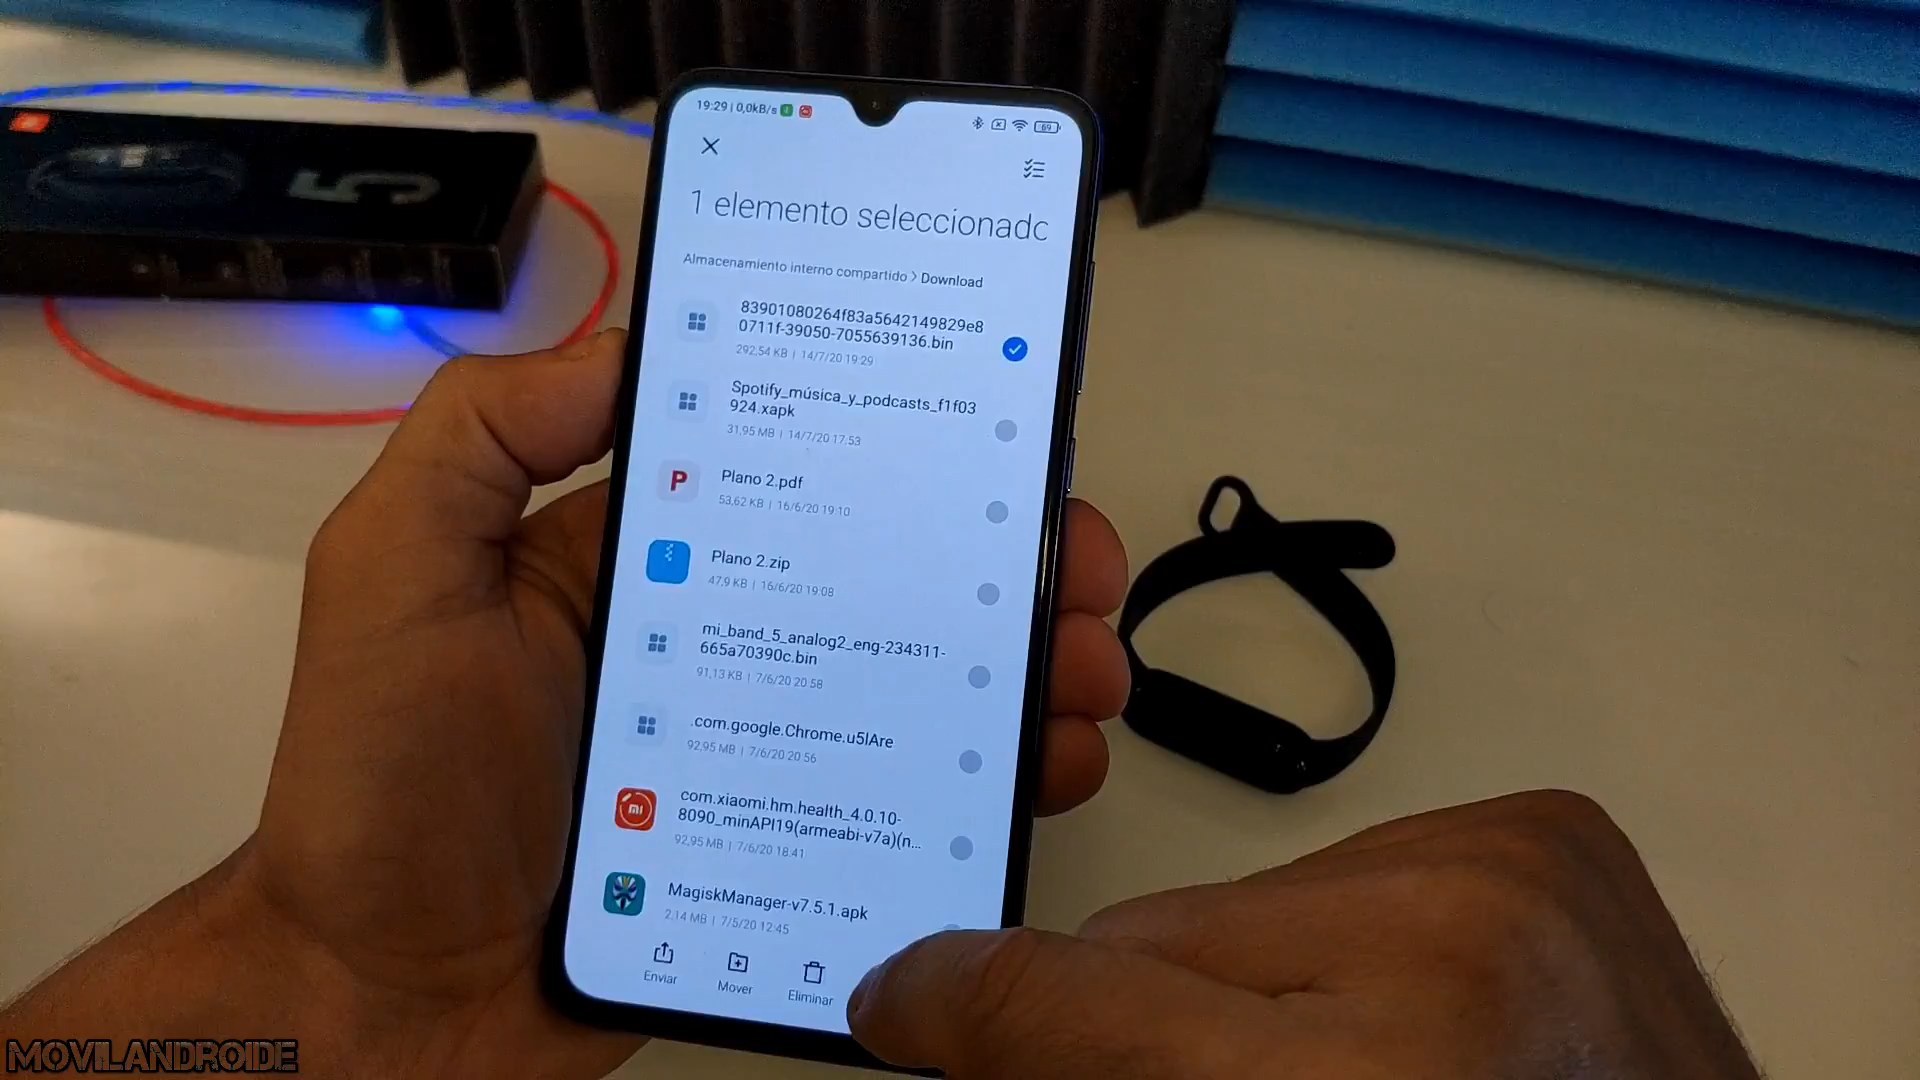 19:29 | 0,0kB/s
69
1 elemento seleccionado
Almacenamiento interno compartido > Download
83901080264f83a5642149829e8
0711f-39050-7055639136.bin
292,54 KB | 14/7/20 19:29
Spotify_música_y_podcasts_f1f03
924.xapk
31,95 MB | 14/7/20 17:53
P
Plano 2.pdf
53,62 KB | 16/6/20 19:10
Plano 2.zip
47,9 KB | 16/6/20 19:08
mi_band_5_analog2_eng-234311-
665a70390c.bin
91,13 KB | 7/6/20 20:58
.com.google.Chrome.u5lAre
92,95 MB | 7/6/20 20:56
com.xiaomi.hm.health_4.0.10-
8090_minAPI19(armeabi-v7a)(n...
92,95 MB | 7/6/20 18:41
MagiskManager-v7.5.1.apk
2,14 MB | 7/5/20 12:45
Enviar
Mover
Eliminar
5
MOVILANDROIDE